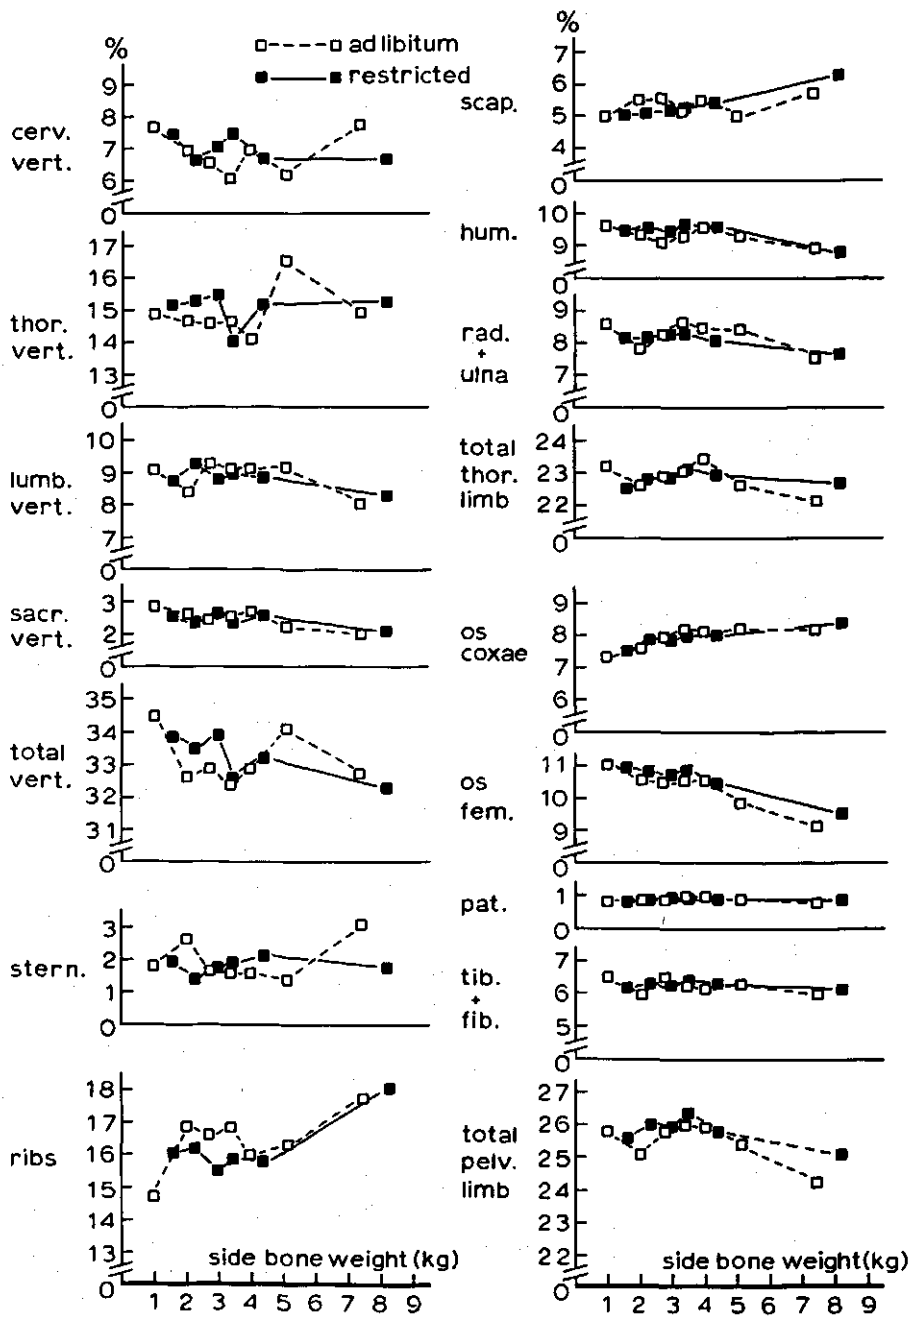 %
□----□ ad libitum
■——■ restricted
9
8
7
6
0
cerv.
vert.
17
16
15
14
13
0
thor.
vert.
10
9
8
7
0
lumb.
vert.
3
2
0
sacr.
vert.
35
34
33
32
31
0
total
vert.
3
2
1
0
stern.
18
17
16
15
14
13
0
ribs
side bone weight (kg)
1 2 3 4 5 6 7 8 9
%
7
6
5
4
0
scap.
10
9
0
hum.
9
8
7
0
rad.
+
ulna
24
23
22
0
total
thor.
limb
9
8
7
6
0
os
coxae
11
10
9
0
os
fem.
1
0
pat.
7
6
5
0
tib.
+
fib.
27
26
25
24
23
22
0
total
pelv.
limb
side bone weight (kg)
1 2 3 4 5 6 7 8 9